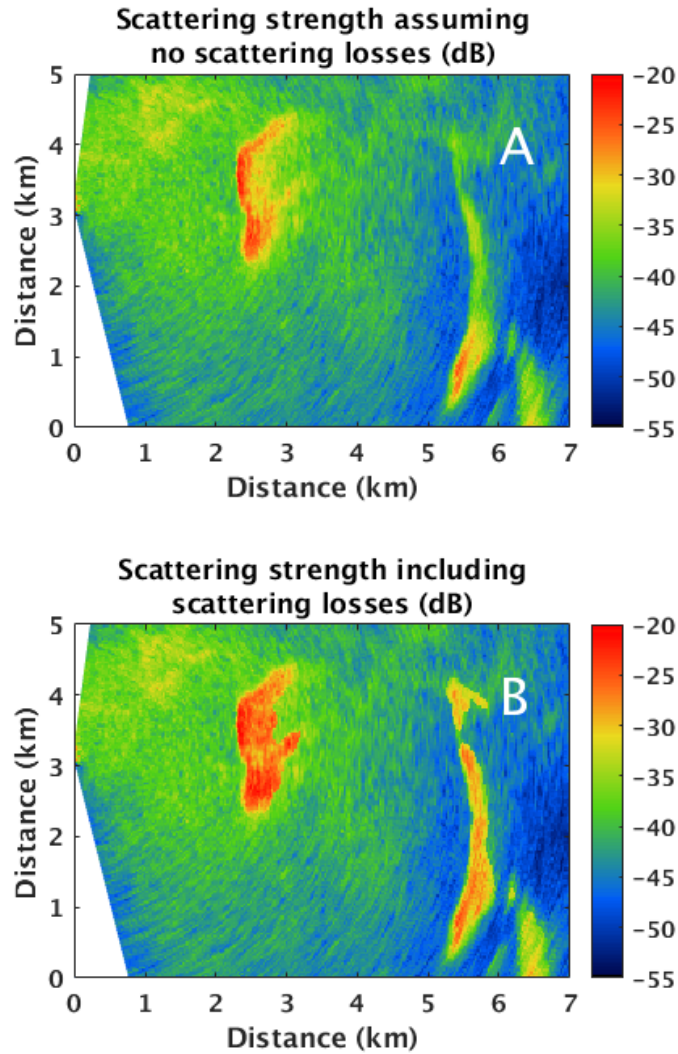 Scattering strength assuming
no scattering losses (dB)
5
4
3
2
1
0
Distance (km)
A
0 1 2 3 4 5 6 7
Distance (km)
-20
-25
-30
-35
-40
-45
-50
-55
Scattering strength including
scattering losses (dB)
5
4
3
2
1
0
Distance (km)
B
0 1 2 3 4 5 6 7
Distance (km)
-20
-25
-30
-35
-40
-45
-50
-55